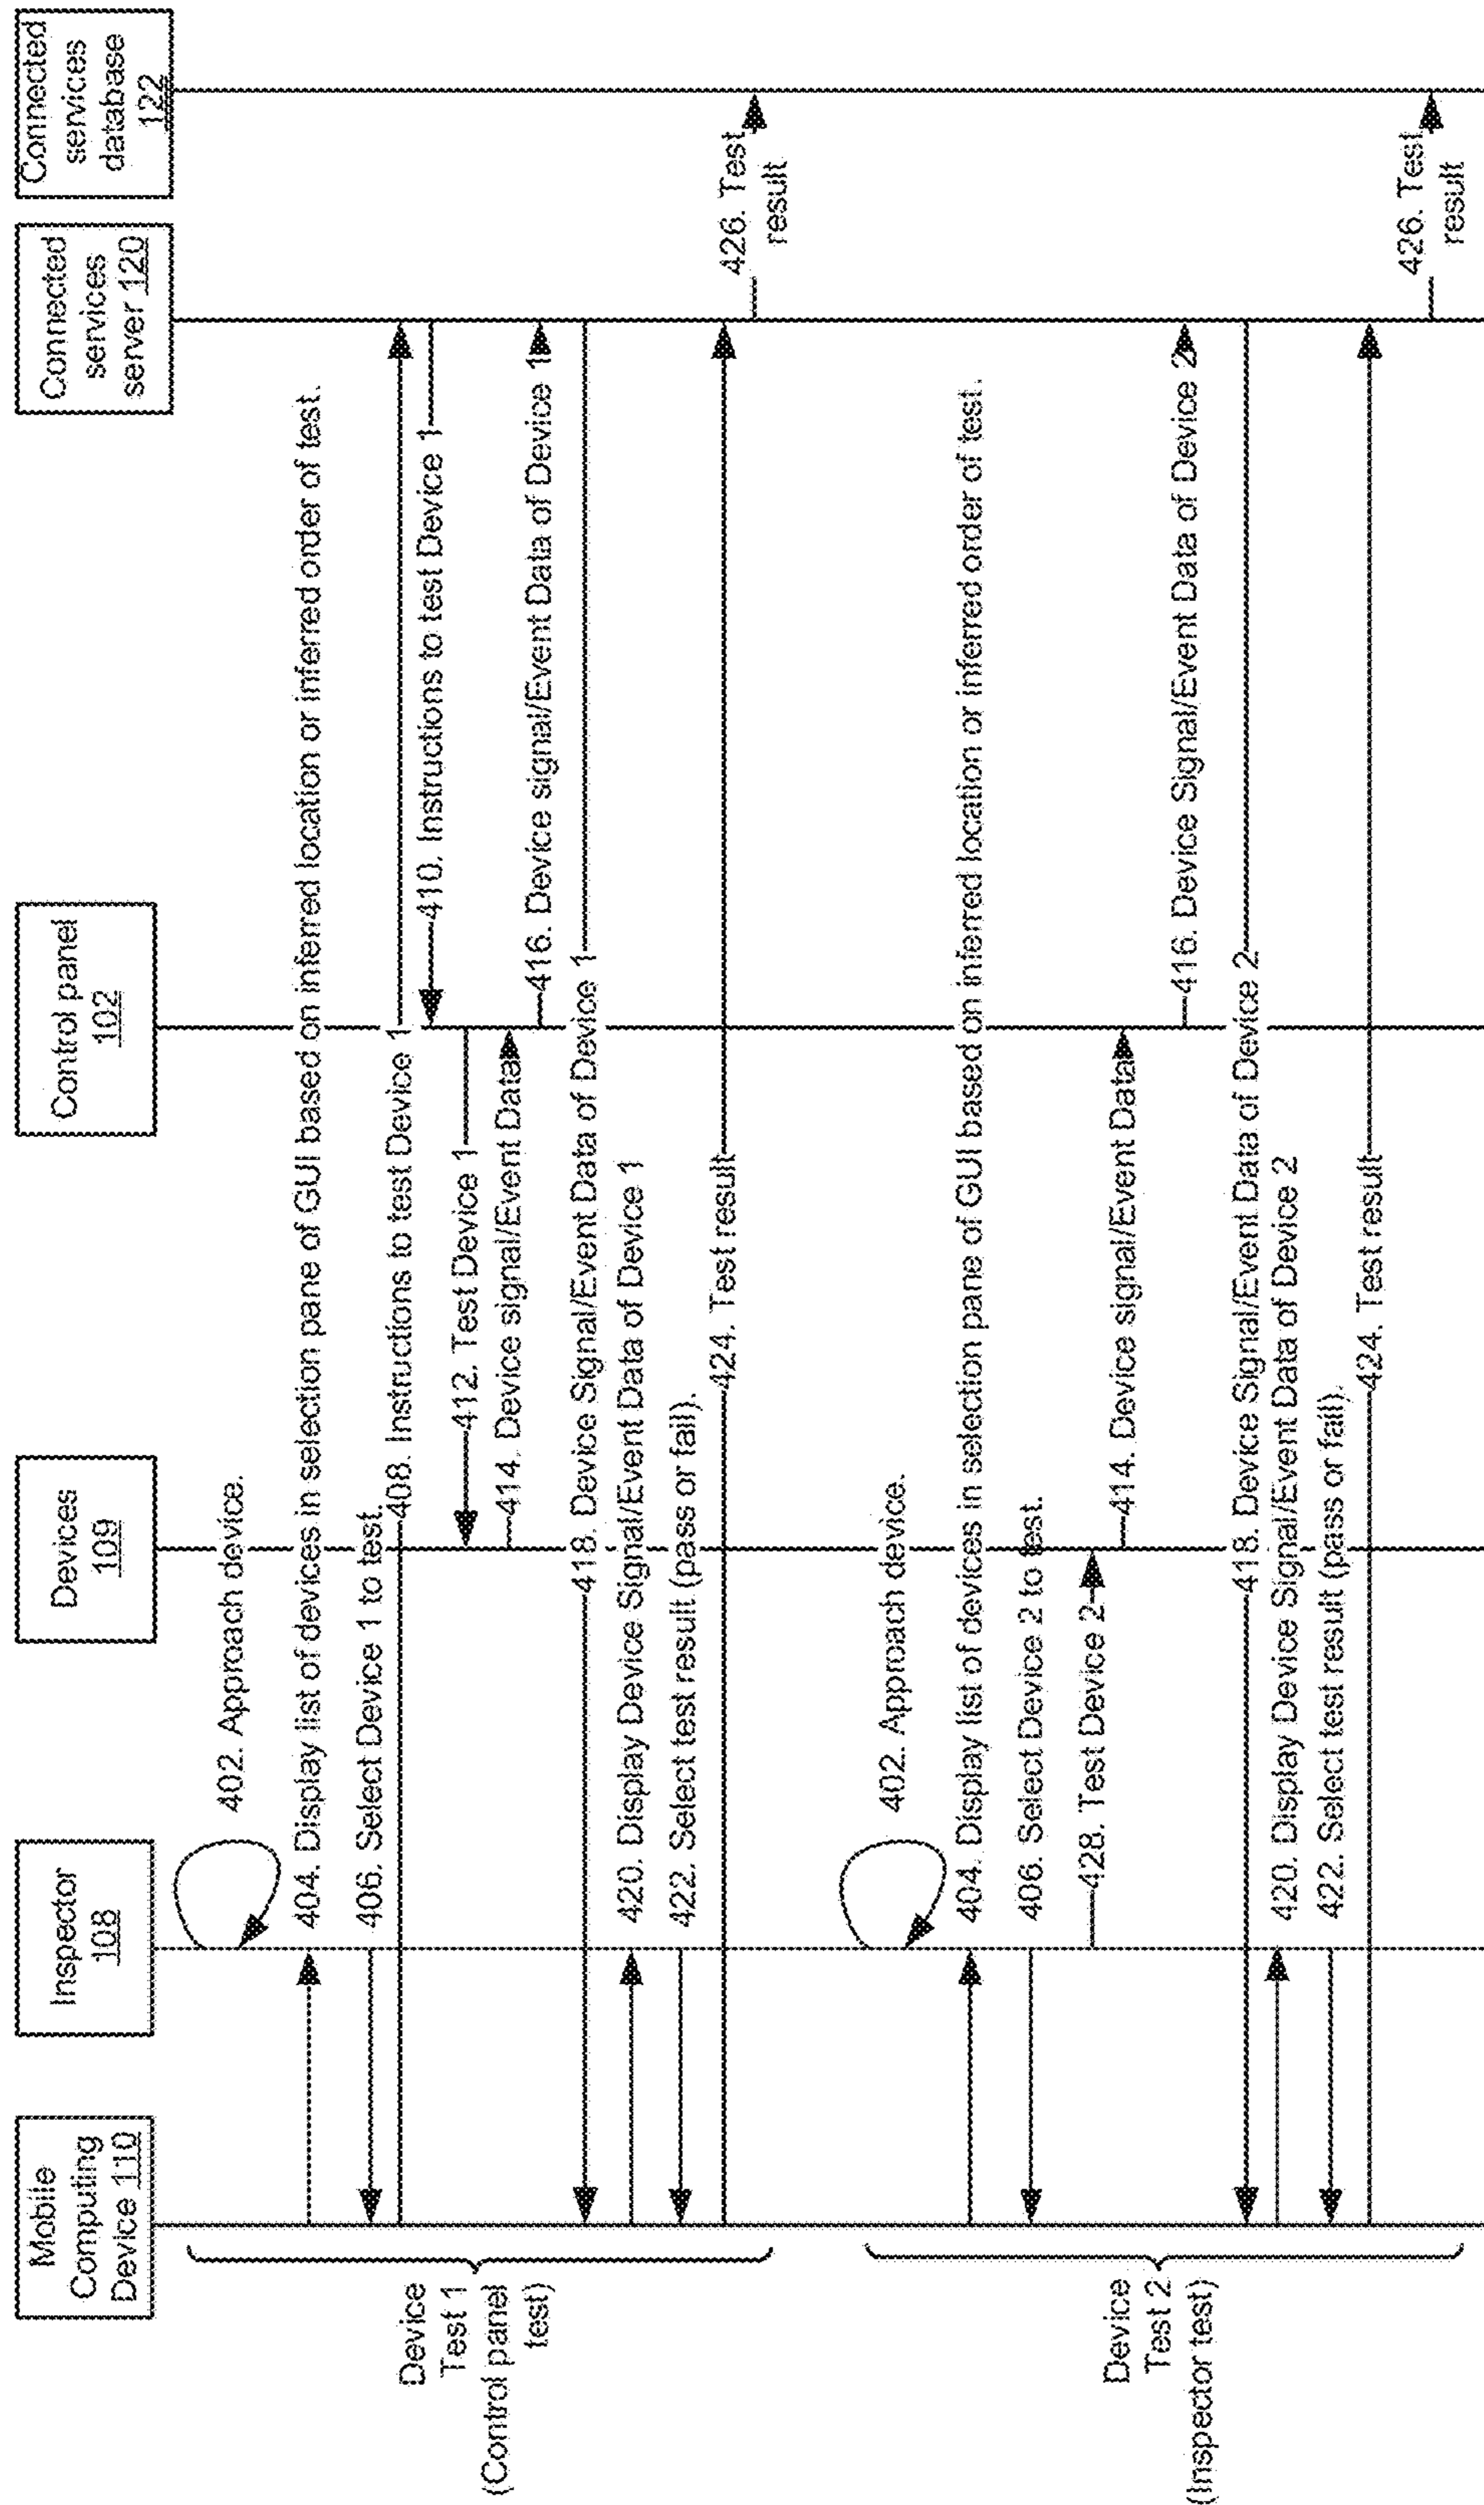 Mobile
Computing
Device 110
Inspector
108
Devices
109
Control panel
102
Connected
services
server 120
Connected
services
database
122
Device
Test 1
(Control panel
test)
402. Approach device.
404. Display list of devices in selection pane of GUI based on inferred location or inferred order of test.
406. Select Device 1 to test.
408. Instructions to test Device 1
410. Instructions to test Device 1
412. Test Device 1
414. Device signal/Event Data
416. Device signal/Event Data of Device 1
418. Device Signal/Event Data of Device 1
420. Display Device Signal/Event Data of Device 1
422. Select test result (pass or fail).
424. Test result
426. Test
result
Device
Test 2
(Inspector test)
402. Approach device.
404. Display list of devices in selection pane of GUI based on inferred location or inferred order of test.
406. Select Device 2 to test.
428. Test Device 2
414. Device signal/Event Data
416. Device Signal/Event Data of Device 2
418. Device Signal/Event Data of Device 2
420. Display Device Signal/Event Data of Device 2
422. Select test result (pass or fail).
424. Test result
426. Test
result